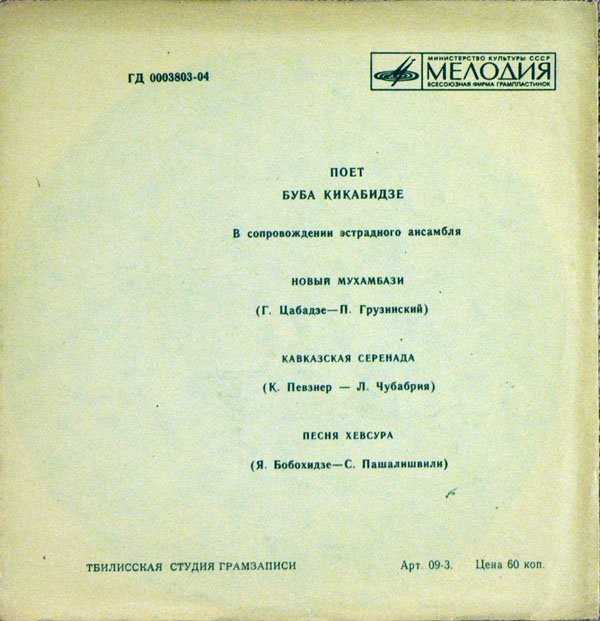 ГД 0003803-04
МИНИСТЕРСТВО КУЛЬТУРЫ СССР
МЕЛОДИЯ
ВСЕСОЮЗНАЯ ФИРМА ГРАМПЛАСТИНОК
ПОЕТ
БУБА КИКАБИДЗЕ
В сопровождении эстрадного ансамбля
НОВЫЙ МУХАМБАЗИ
(Г. Цабадзе—П. Грузинский)
КАВКАЗСКАЯ СЕРЕНАДА
(К. Певзнер — Л. Чубабрия)
ПЕСНЯ ХЕВСУРА
(Я. Бобохидзе—С. Пашалишвили)
ТБИЛИССКАЯ СТУДИЯ ГРАМЗАПИСИ Арт. 09-3. Цена 60 коп.